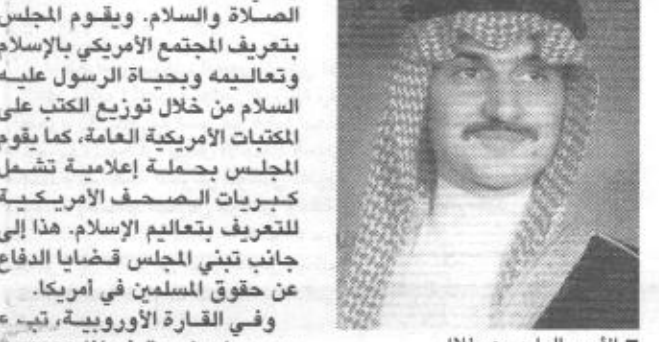 الصلاة والسلام. ويقوم المجلس
بتعريف المجتمع الأمريكي بالإسلام
وتعاليمه وبحياة الرسول عليه
السلام من خلال توزيع الكتب على
المكتبات الأمريكية العامة، كما يقوم
المجلس بحملة إعلامية تشمل
كبريات الصحف الأمريكية
للتعريف بتعاليم الإسلام. هذا إلى
جانب تبني المجلس قضايا الدفاع
عن حقوق المسلمين في أمريكا.
وفي القارة الأوروبية،